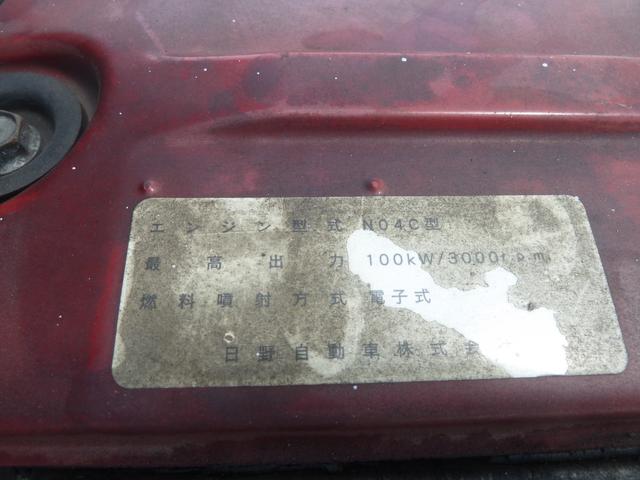 エンジン型式 N04C型
最高出力 100kW/3000r.p.m.
燃料噴射方式 電子式
日野自動車株式会